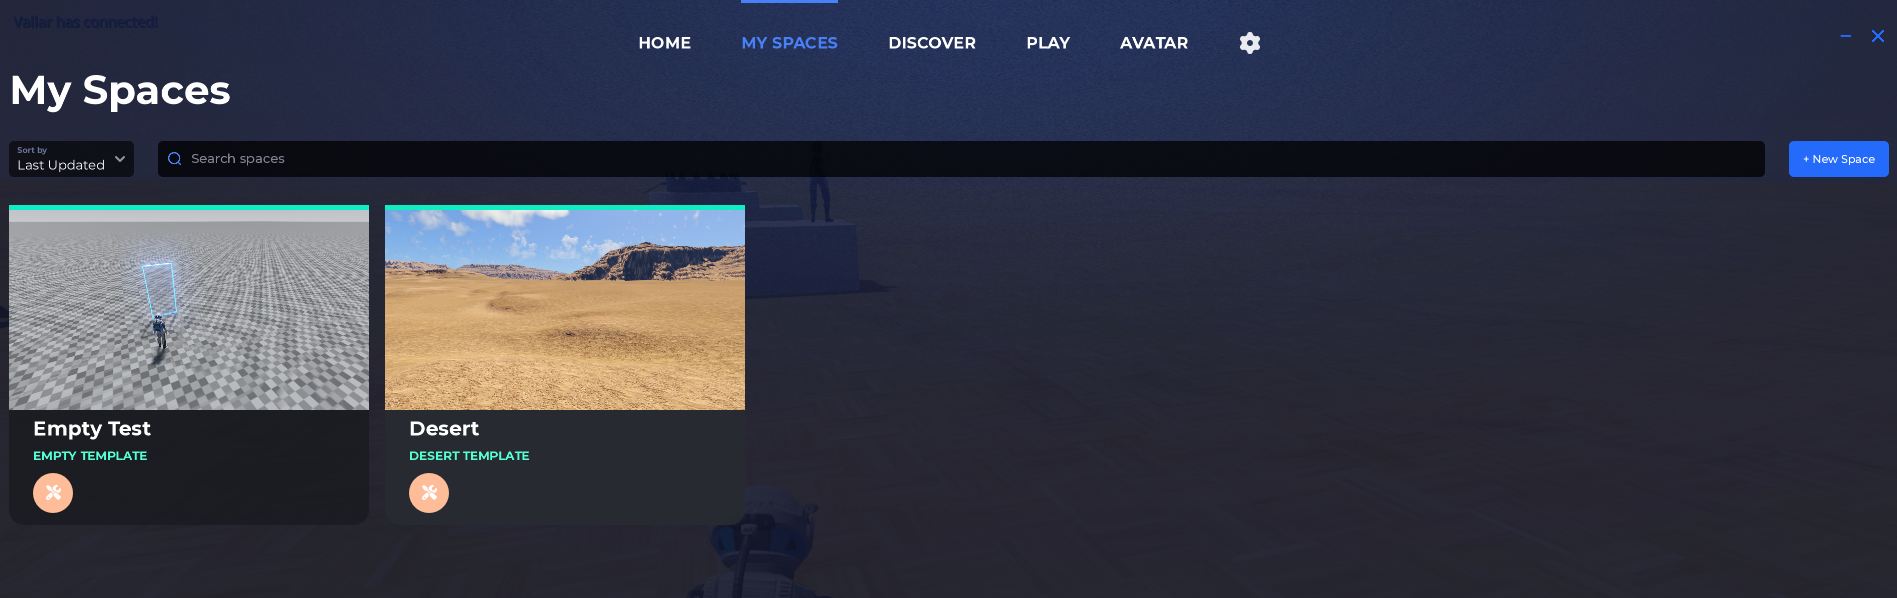 Vallar has connected!
HOME
MY SPACES
DISCOVER
PLAY
AVATAR
My Spaces
Sort by
Last Updated
Search spaces
+ New Space
Empty Test
EMPTY TEMPLATE
Desert
DESERT TEMPLATE